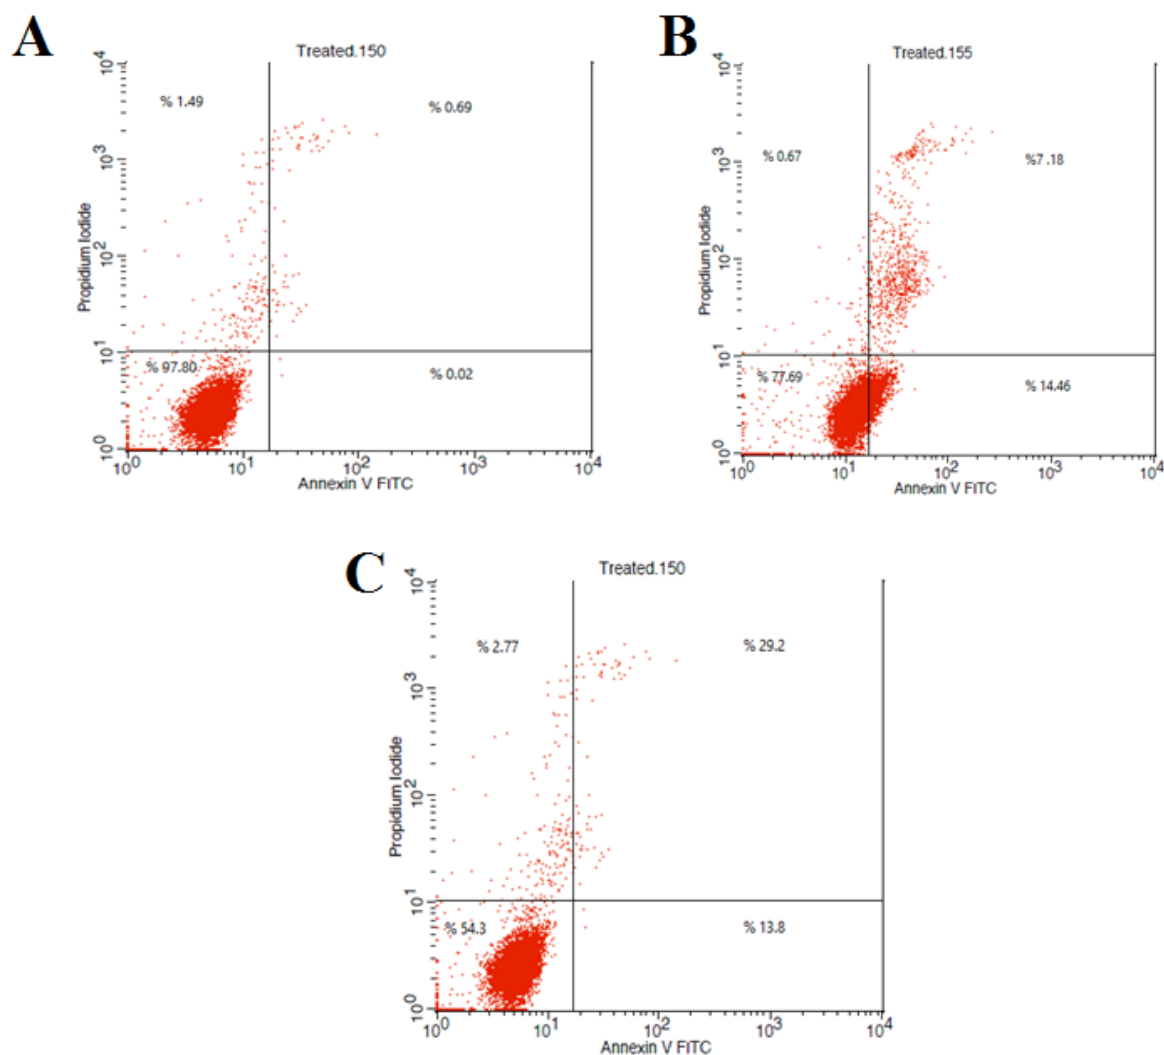 A
Treated.150
10^4
% 1.49
% 0.69
10^3
Propidium Iodide
10^2
10^1
% 97.80
% 0.02
10^0
10^0 10^1 10^2 10^3 10^4
Annexin V FITC
B
Treated.155
10^4
% 0.67
%7 .18
10^3
Propidium Iodide
10^2
10^1
% 77.69
% 14.46
10^0
10^0 10^1 10^2 10^3 10^4
Annexin V FITC
C
Treated.150
10^4
% 2.77
% 29.2
10^3
Propidium Iodide
10^2
10^1
% 54.3
% 13.8
10^0
10^0 10^1 10^2 10^3 10^4
Annexin V FITC